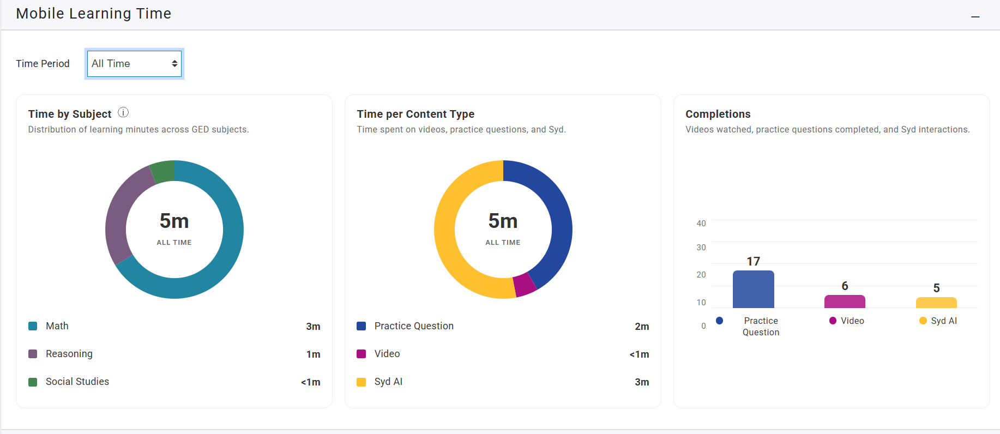 Mobile Learning Time
Time Period
All Time
Time by Subject
Distribution of learning minutes across GED subjects.
5m
ALL TIME
Math 3m
Reasoning 1m
Social Studies <1m
Time per Content Type
Time spent on videos, practice questions, and Syd.
5m
ALL TIME
Practice Question 2m
Video <1m
Syd AI 3m
Completions
Videos watched, practice questions completed, and Syd interactions.
40
30
20
10
0
17
6
5
Practice
Question
Video
Syd AI